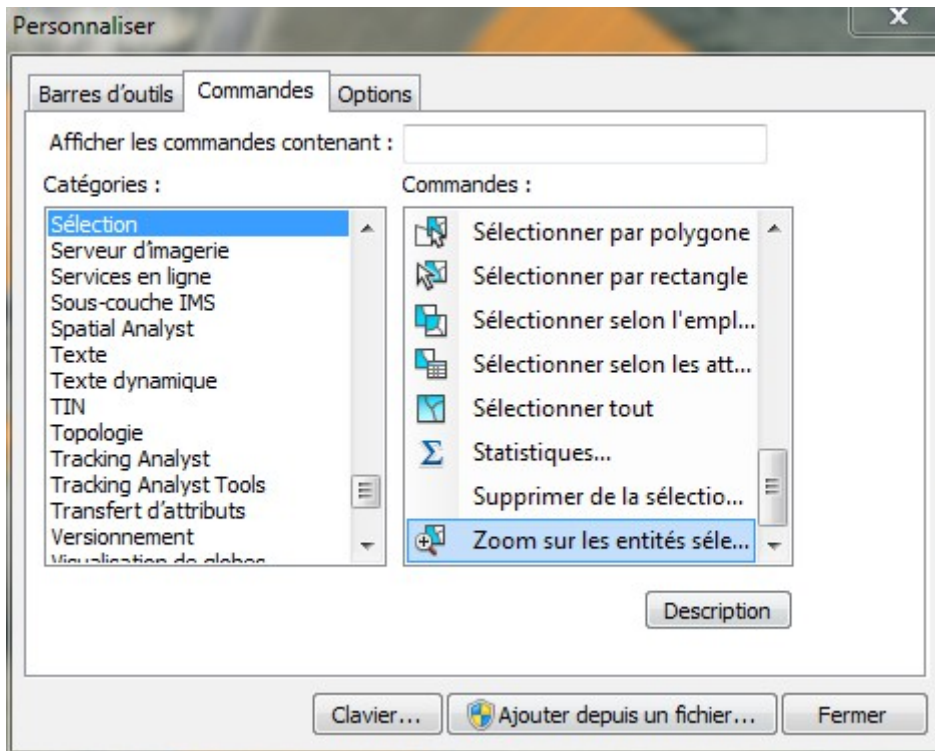 Personnaliser
Barres d'outils
Commandes
Options
Afficher les commandes contenant :
Catégories :
Sélection
Serveur d'imagerie
Services en ligne
Sous-couche IMS
Spatial Analyst
Texte
Texte dynamique
TIN
Topologie
Tracking Analyst
Tracking Analyst Tools
Transfert d'attributs
Versionnement
Visualisation de globes
Commandes :
Sélectionner par polygone
Sélectionner par rectangle
Sélectionner selon l'empl...
Sélectionner selon les att...
Sélectionner tout
Statistiques...
Supprimer de la sélectio...
Zoom sur les entités séle...
Description
Clavier...
Ajouter depuis un fichier...
Fermer